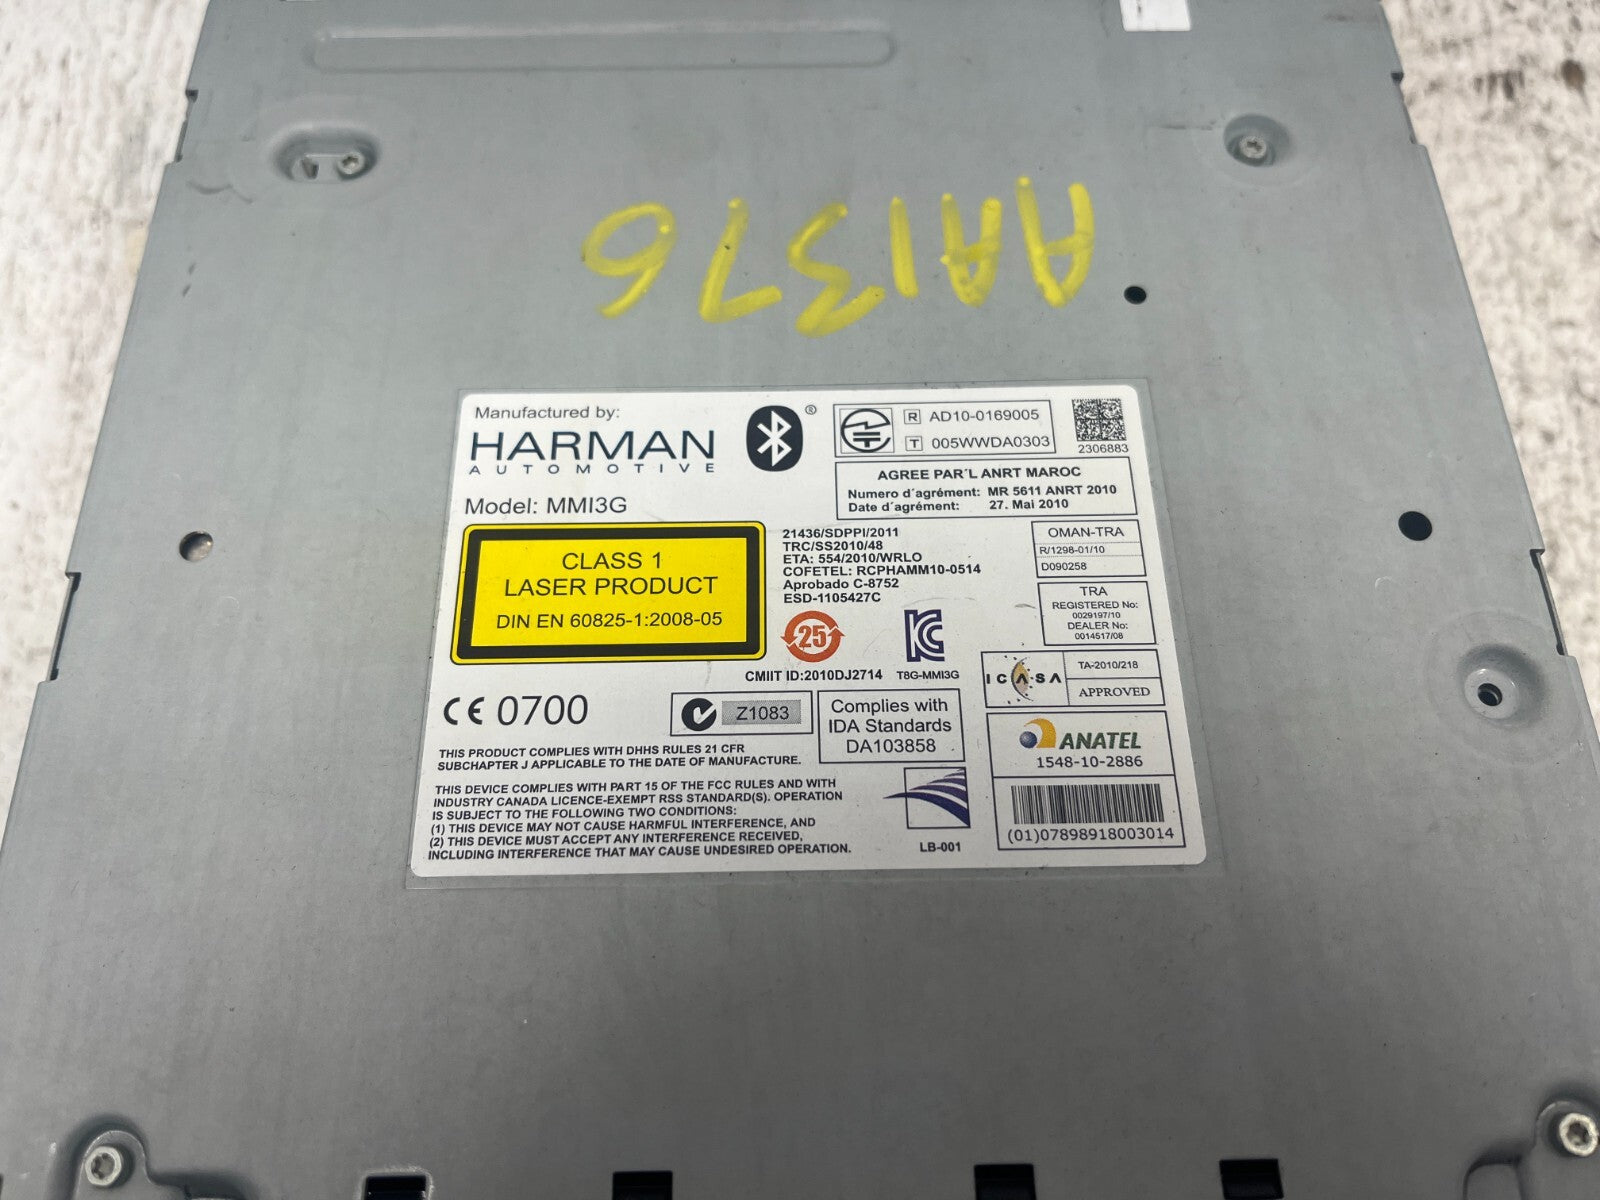 AA1376
Manufactured by:
HARMAN
AUTOMOTIVE
Model: MMI3G
®
R AD10-0169005
T 005WWDA0303
2306883
AGREE PAR´L ANRT MAROC
Numero d´agrément: MR 5611 ANRT 2010
Date d´agrément: 27. Mai 2010
CLASS 1
LASER PRODUCT
DIN EN 60825-1:2008-05
21436/SDPPI/2011
TRC/SS2010/48
ETA: 554/2010/WRLO
COFETEL: RCPHAMM10-0514
Aprobado C-8752
ESD-1105427C
OMAN-TRA
R/1298-01/10
D090258
TRA
REGISTERED No:
0029197/10
DEALER No:
0014517/08
25
CMIIT ID:2010DJ2714
KC
T8G-MMI3G
ICASA
TA-2010/218
APPROVED
CE 0700
Z1083
Complies with
IDA Standards
DA103858
ANATEL
1548-10-2886
(01)07898918003014
THIS PRODUCT COMPLIES WITH DHHS RULES 21 CFR
SUBCHAPTER J APPLICABLE TO THE DATE OF MANUFACTURE.
THIS DEVICE COMPLIES WITH PART 15 OF THE FCC RULES AND WITH
INDUSTRY CANADA LICENCE-EXEMPT RSS STANDARD(S). OPERATION
IS SUBJECT TO THE FOLLOWING TWO CONDITIONS:
(1) THIS DEVICE MAY NOT CAUSE HARMFUL INTERFERENCE, AND
(2) THIS DEVICE MUST ACCEPT ANY INTERFERENCE RECEIVED,
INCLUDING INTERFERENCE THAT MAY CAUSE UNDESIRED OPERATION.
LB-001